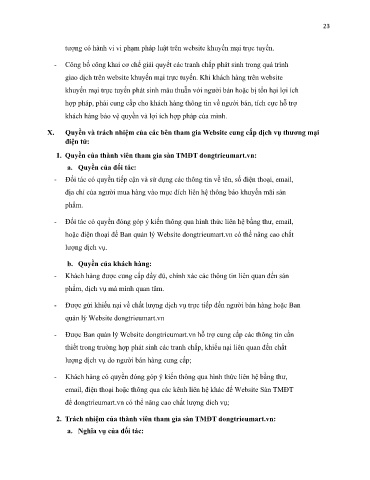 23
tượng có hành vi vi phạm pháp luật trên website khuyến mại trực tuyến.
- Công bố công khai cơ chế giải quyết các tranh chấp phát sinh trong quá trình
giao dịch trên website khuyến mại trực tuyến. Khi khách hàng trên website
khuyến mại trực tuyến phát sinh mâu thuẫn với người bán hoặc bị tổn hại lợi ích
hợp pháp, phải cung cấp cho khách hàng thông tin về người bán, tích cực hỗ trợ
khách hàng bảo vệ quyền và lợi ích hợp pháp của mình.
X. Quyền và trách nhiệm của các bên tham gia Website cung cấp dịch vụ thương mại
điện tử:
1. Quyền của thành viên tham gia sàn TMĐT dongtrieumart.vn:
a. Quyền của đối tác:
- Đối tác có quyền tiếp cận và sử dụng các thông tin về tên, số điện thoại, email,
địa chỉ của người mua hàng vào mục đích liên hệ thông báo khuyến mãi sản
phẩm.
- Đối tác có quyền đóng góp ý kiến thông qua hình thức liên hệ bằng thư, email,
hoặc điện thoại để Ban quản lý Website dongtrieumart.vn có thể nâng cao chất
lượng dịch vụ.
b. Quyền của khách hàng:
- Khách hàng được cung cấp đầy đủ, chính xác các thông tin liên quan đến sản
phẩm, dịch vụ mà mình quan tâm.
- Được gửi khiếu nại về chất lượng dịch vụ trực tiếp đến người bán hàng hoặc Ban
quản lý Website dongtrieumart.vn
- Được Ban quản lý Website dongtrieumart.vn hỗ trợ cung cấp các thông tin cần
thiết trong trường hợp phát sinh các tranh chấp, khiếu nại liên quan đến chất
lượng dịch vụ do người bán hàng cung cấp;
- Khách hàng có quyền đóng góp ý kiến thông qua hình thức liên hệ bằng thư,
email, điện thoại hoặc thông qua các kênh liên hệ khác để Website Sàn TMĐT
để dongtrieumart.vn có thể nâng cao chất lượng dịch vụ;
2. Trách nhiệm của thành viên tham gia sàn TMĐT dongtrieumart.vn:
a. Nghĩa vụ của đối tác: